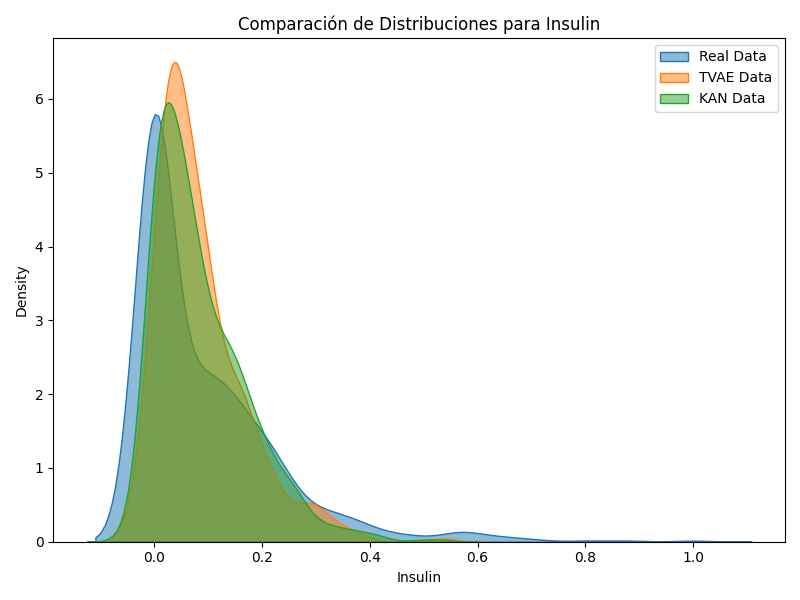 Comparación de Distribuciones para Insulin
Real Data
TVAE Data
KAN Data
Density
6
5
4
3
2
1
0
0.0 0.2 0.4 0.6 0.8 1.0
Insulin